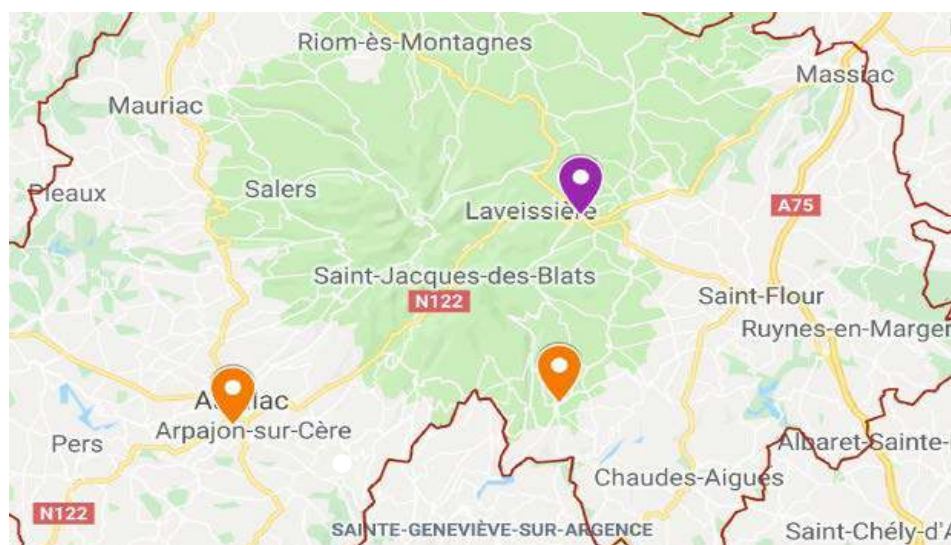 Riom-ès-Montagnes
Massiac
Mauriac
Pleaux
Salers
Laveissière
A75
Saint-Jacques-des-Blats
N122
Saint-Flour
Ruynes-en-Marger
Arpajon-sur-Cère
Pers
Albaret-Sainte-
Chaudes-Aigues
N122
SAINTE-GENEVIÈVE-SUR-ARGENCE
Saint-Chély-d'A